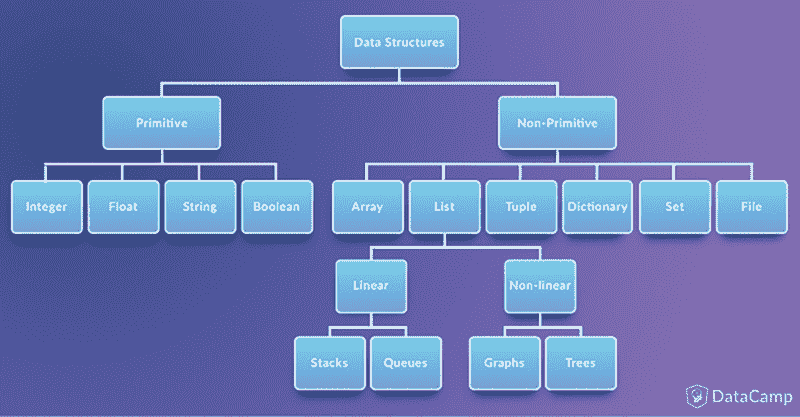 Data Structures
Primitive
Non-Primitive
Integer
Float
String
Boolean
Array
List
Tuple
Dictionary
Set
File
Linear
Non-linear
Stacks
Queues
Graphs
Trees
DataCamp